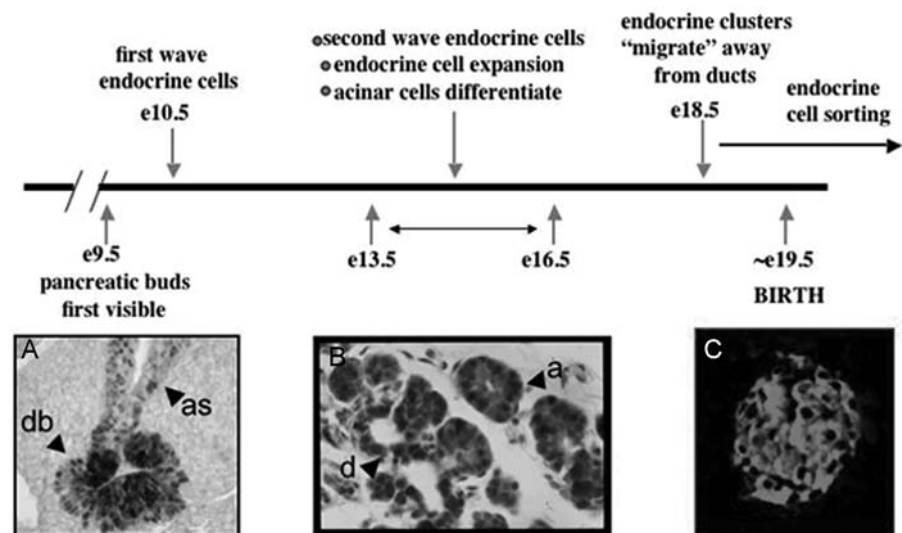 first wave
endocrine cells
e10.5
second wave endocrine cells
endocrine cell expansion
acinar cells differentiate
endocrine clusters
“migrate” away
from ducts
e18.5
endocrine
cell sorting
e9.5
pancreatic buds
first visible
e13.5
e16.5
~e19.5
BIRTH
A
as
db
B
a
d
C